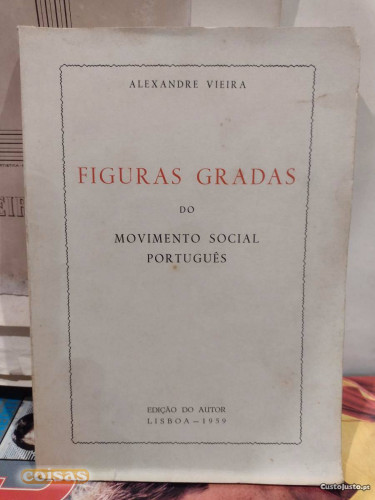 ALEXANDRE VIEIRA
FIGURAS GRADAS
DO
MOVIMENTO SOCIAL
PORTUGUÊS
EDIÇÃO DO AUTOR
LISBOA — 1959
coisas
CustoJusto.pt